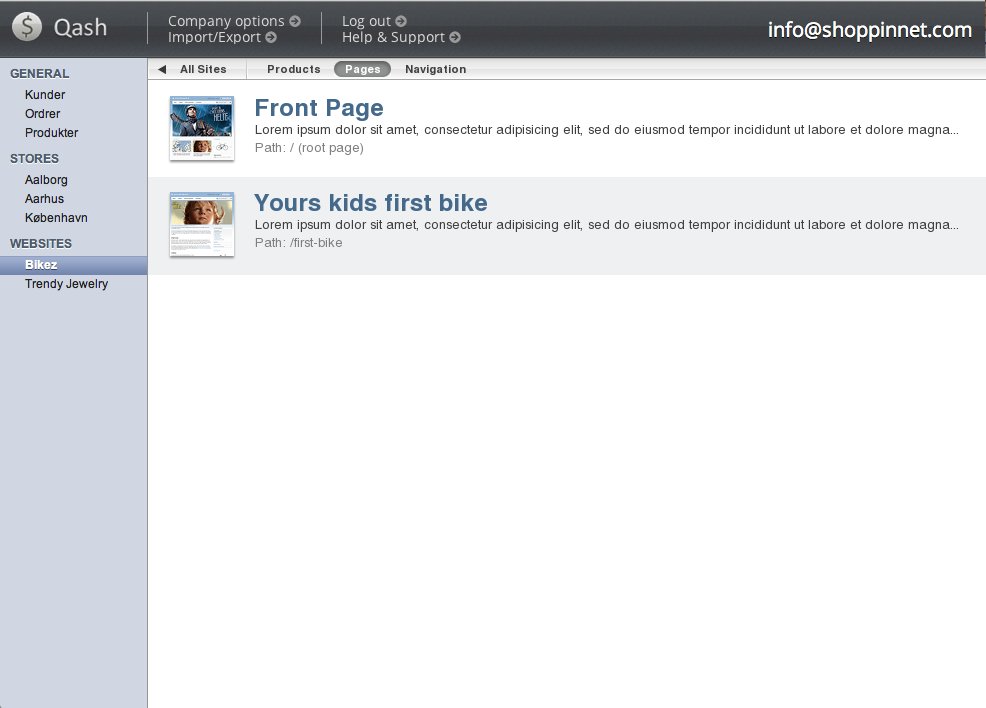 Qash
Company options
Import/Export
Log out
Help & Support
info@shoppinnet.com
GENERAL
Kunder
Ordrer
Produkter
STORES
Aalborg
Aarhus
København
WEBSITES
Bikez
Trendy Jewelry
All Sites Products Pages Navigation
Front Page
Lorem ipsum dolor sit amet, consectetur adipisicing elit, sed do eiusmod tempor incididunt ut labore et dolore magna...
Path: / (root page)
Yours kids first bike
Lorem ipsum dolor sit amet, consectetur adipisicing elit, sed do eiusmod tempor incididunt ut labore et dolore magna...
Path: /first-bike